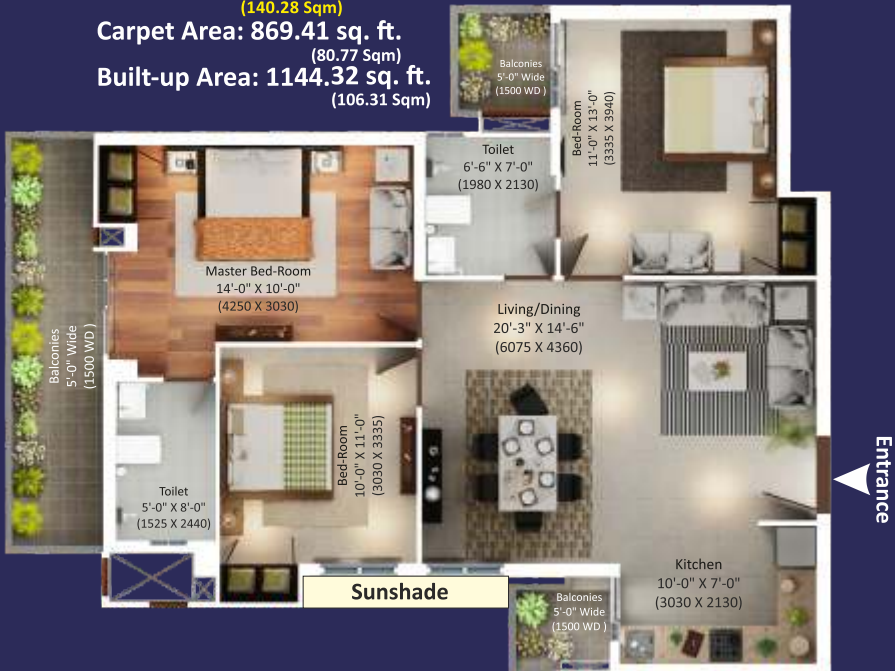 (140.28 Sqm)
Carpet Area: 869.41 sq. ft.
(80.77 Sqm)
Built-up Area: 1144.32 sq. ft.
(106.31 Sqm)
Balconies
5'-0" Wide
(1500 WD )
Bed-Room
11'-0" X 13'-0"
(3335 X 3940)
Toilet
6'-6" X 7'-0"
(1980 X 2130)
Master Bed-Room
14'-0" X 10'-0"
(4250 X 3030)
Living/Dining
20'-3" X 14'-6"
(6075 X 4360)
Balconies
5'-0" Wide
(1500 WD )
Bed-Room
10'-0" X 11'-0"
(3030 X 3335)
Toilet
5'-0" X 8'-0"
(1525 X 2440)
Entrance
Kitchen
10'-0" X 7'-0"
(3030 X 2130)
Sunshade
Balconies
5'-0" Wide
(1500 WD )